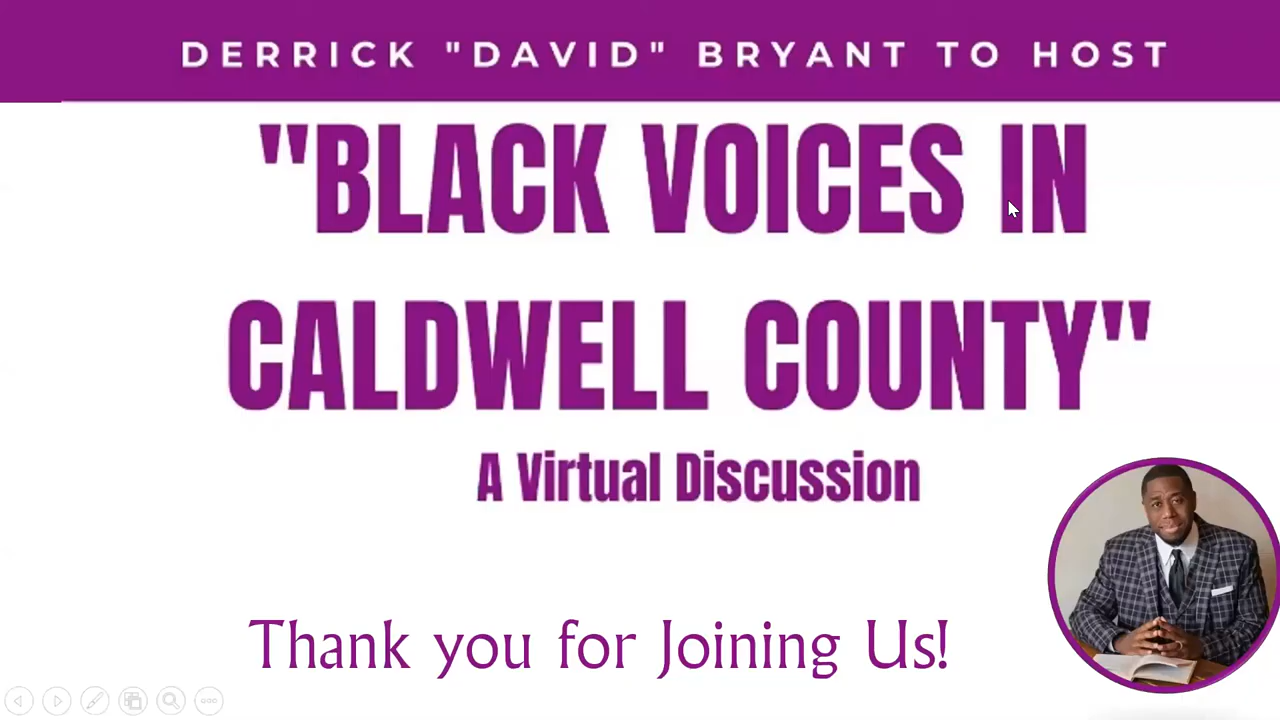 DERRICK "DAVID" BRYANT TO HOST
"BLACK VOICES IN
CALDWELL COUNTY"
A Virtual Discussion
Thank you for Joining Us!